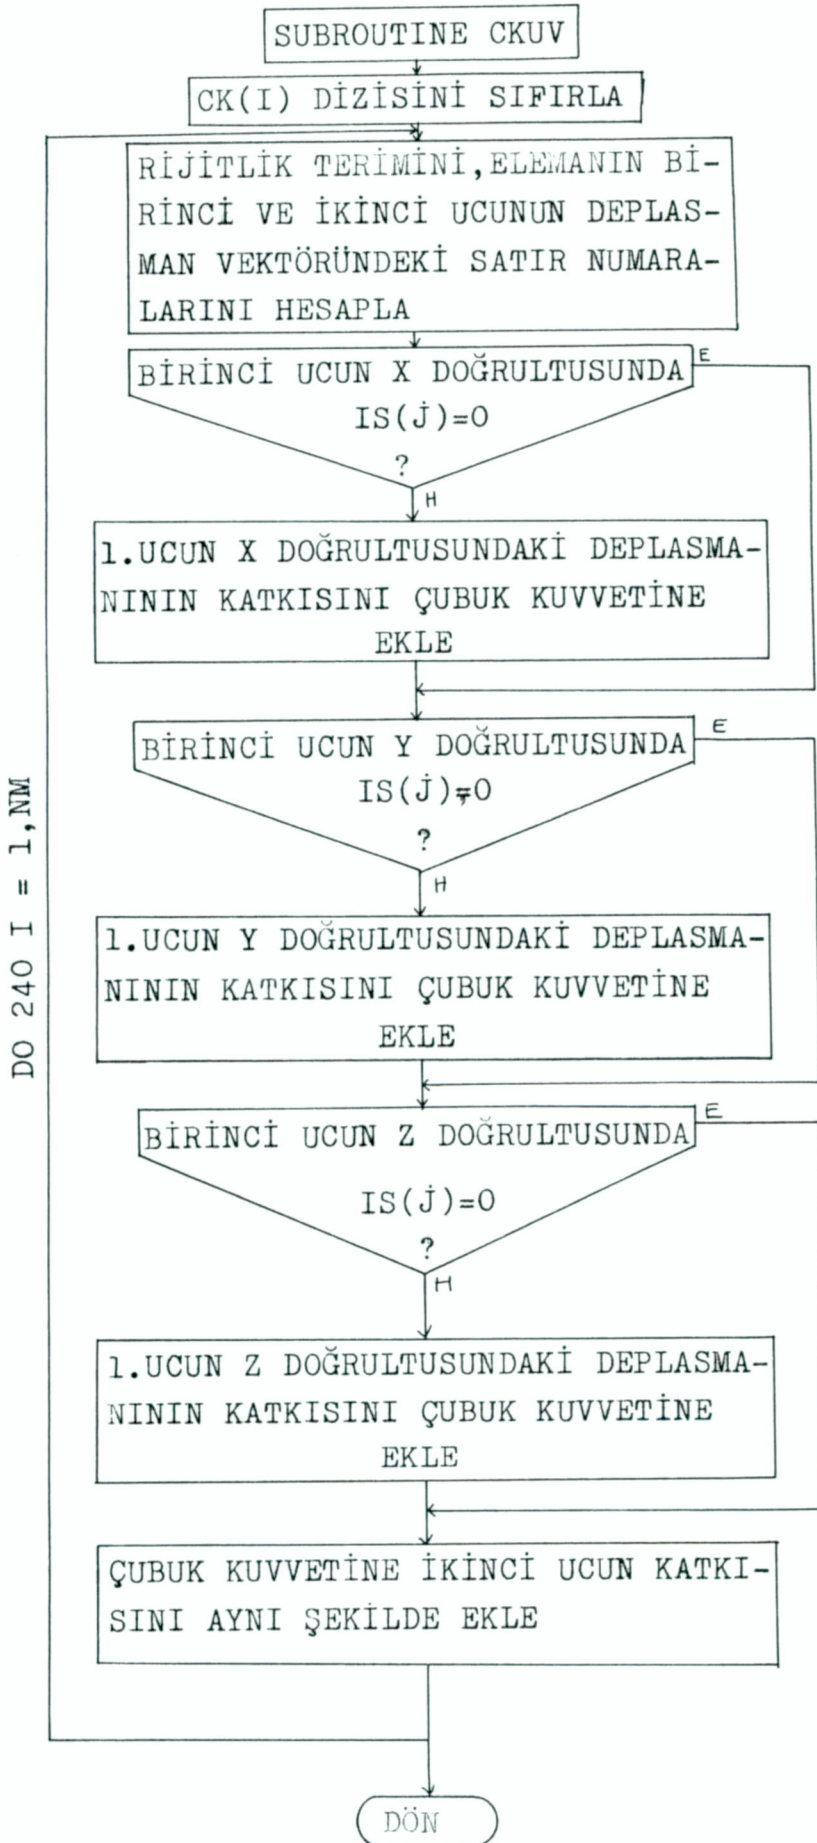 SUBROUTINE CKUV
CK(I) DİZİSİNİ SIFIRLA
RİJİTLİK TERİMİNİ,ELEMANIN Bİ-
RİNCİ VE İKİNCİ UCUNUN DEPLAS-
MAN VEKTÖRÜNDEKİ SATIR NUMARA-
LARINI HESAPLA
BİRİNCİ UCUN X DOĞRULTUSUNDA
E
IS(J̇)=0
?
H
1.UCUN X DOĞRULTUSUNDAKİ DEPLASMA-
NININ KATKISINI ÇUBUK KUVVETİNE
EKLE
BİRİNCİ UCUN Y DOĞRULTUSUNDA
E
IS(J̇)=0
?
H
DO 240 I = 1,NM
1.UCUN Y DOĞRULTUSUNDAKİ DEPLASMA-
NININ KATKISINI ÇUBUK KUVVETİNE
EKLE
BİRİNCİ UCUN Z DOĞRULTUSUNDA
E
IS(J̇)=0
?
H
1.UCUN Z DOĞRULTUSUNDAKİ DEPLASMA-
NININ KATKISINI ÇUBUK KUVVETİNE
EKLE
ÇUBUK KUVVETİNE İKİNCİ UCUN KATKI-
SINI AYNI ŞEKİLDE EKLE
DÖN